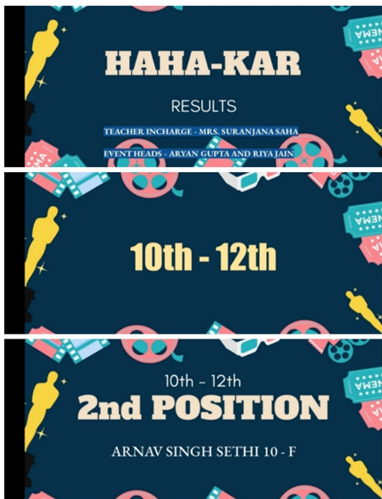 HAHA-KAR
RESULTS
TEACHER INCHARGE - MRS. SURANJANA SAHA
EVENT HEADS - ARYAN GUPTA AND RIYA JAIN
10th - 12th
10th - 12th
2nd POSITION
ARNAV SINGH SETHI 10 - F